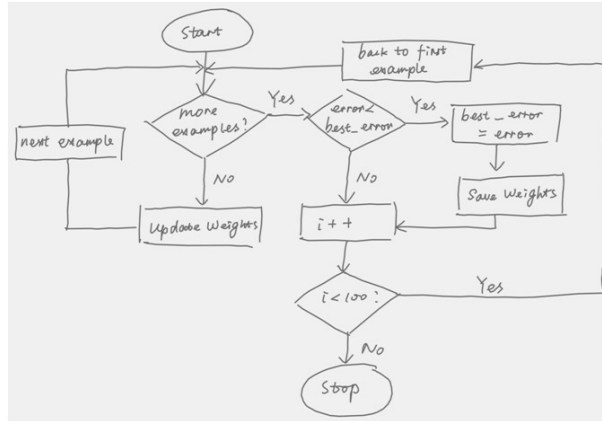 Start
back to first
example
more
examples?
Yes
error<
best_error
Yes
best_error
= error
next example
No
No
Save Weights
Update Weights
i++
i<100?
Yes
No
Stop